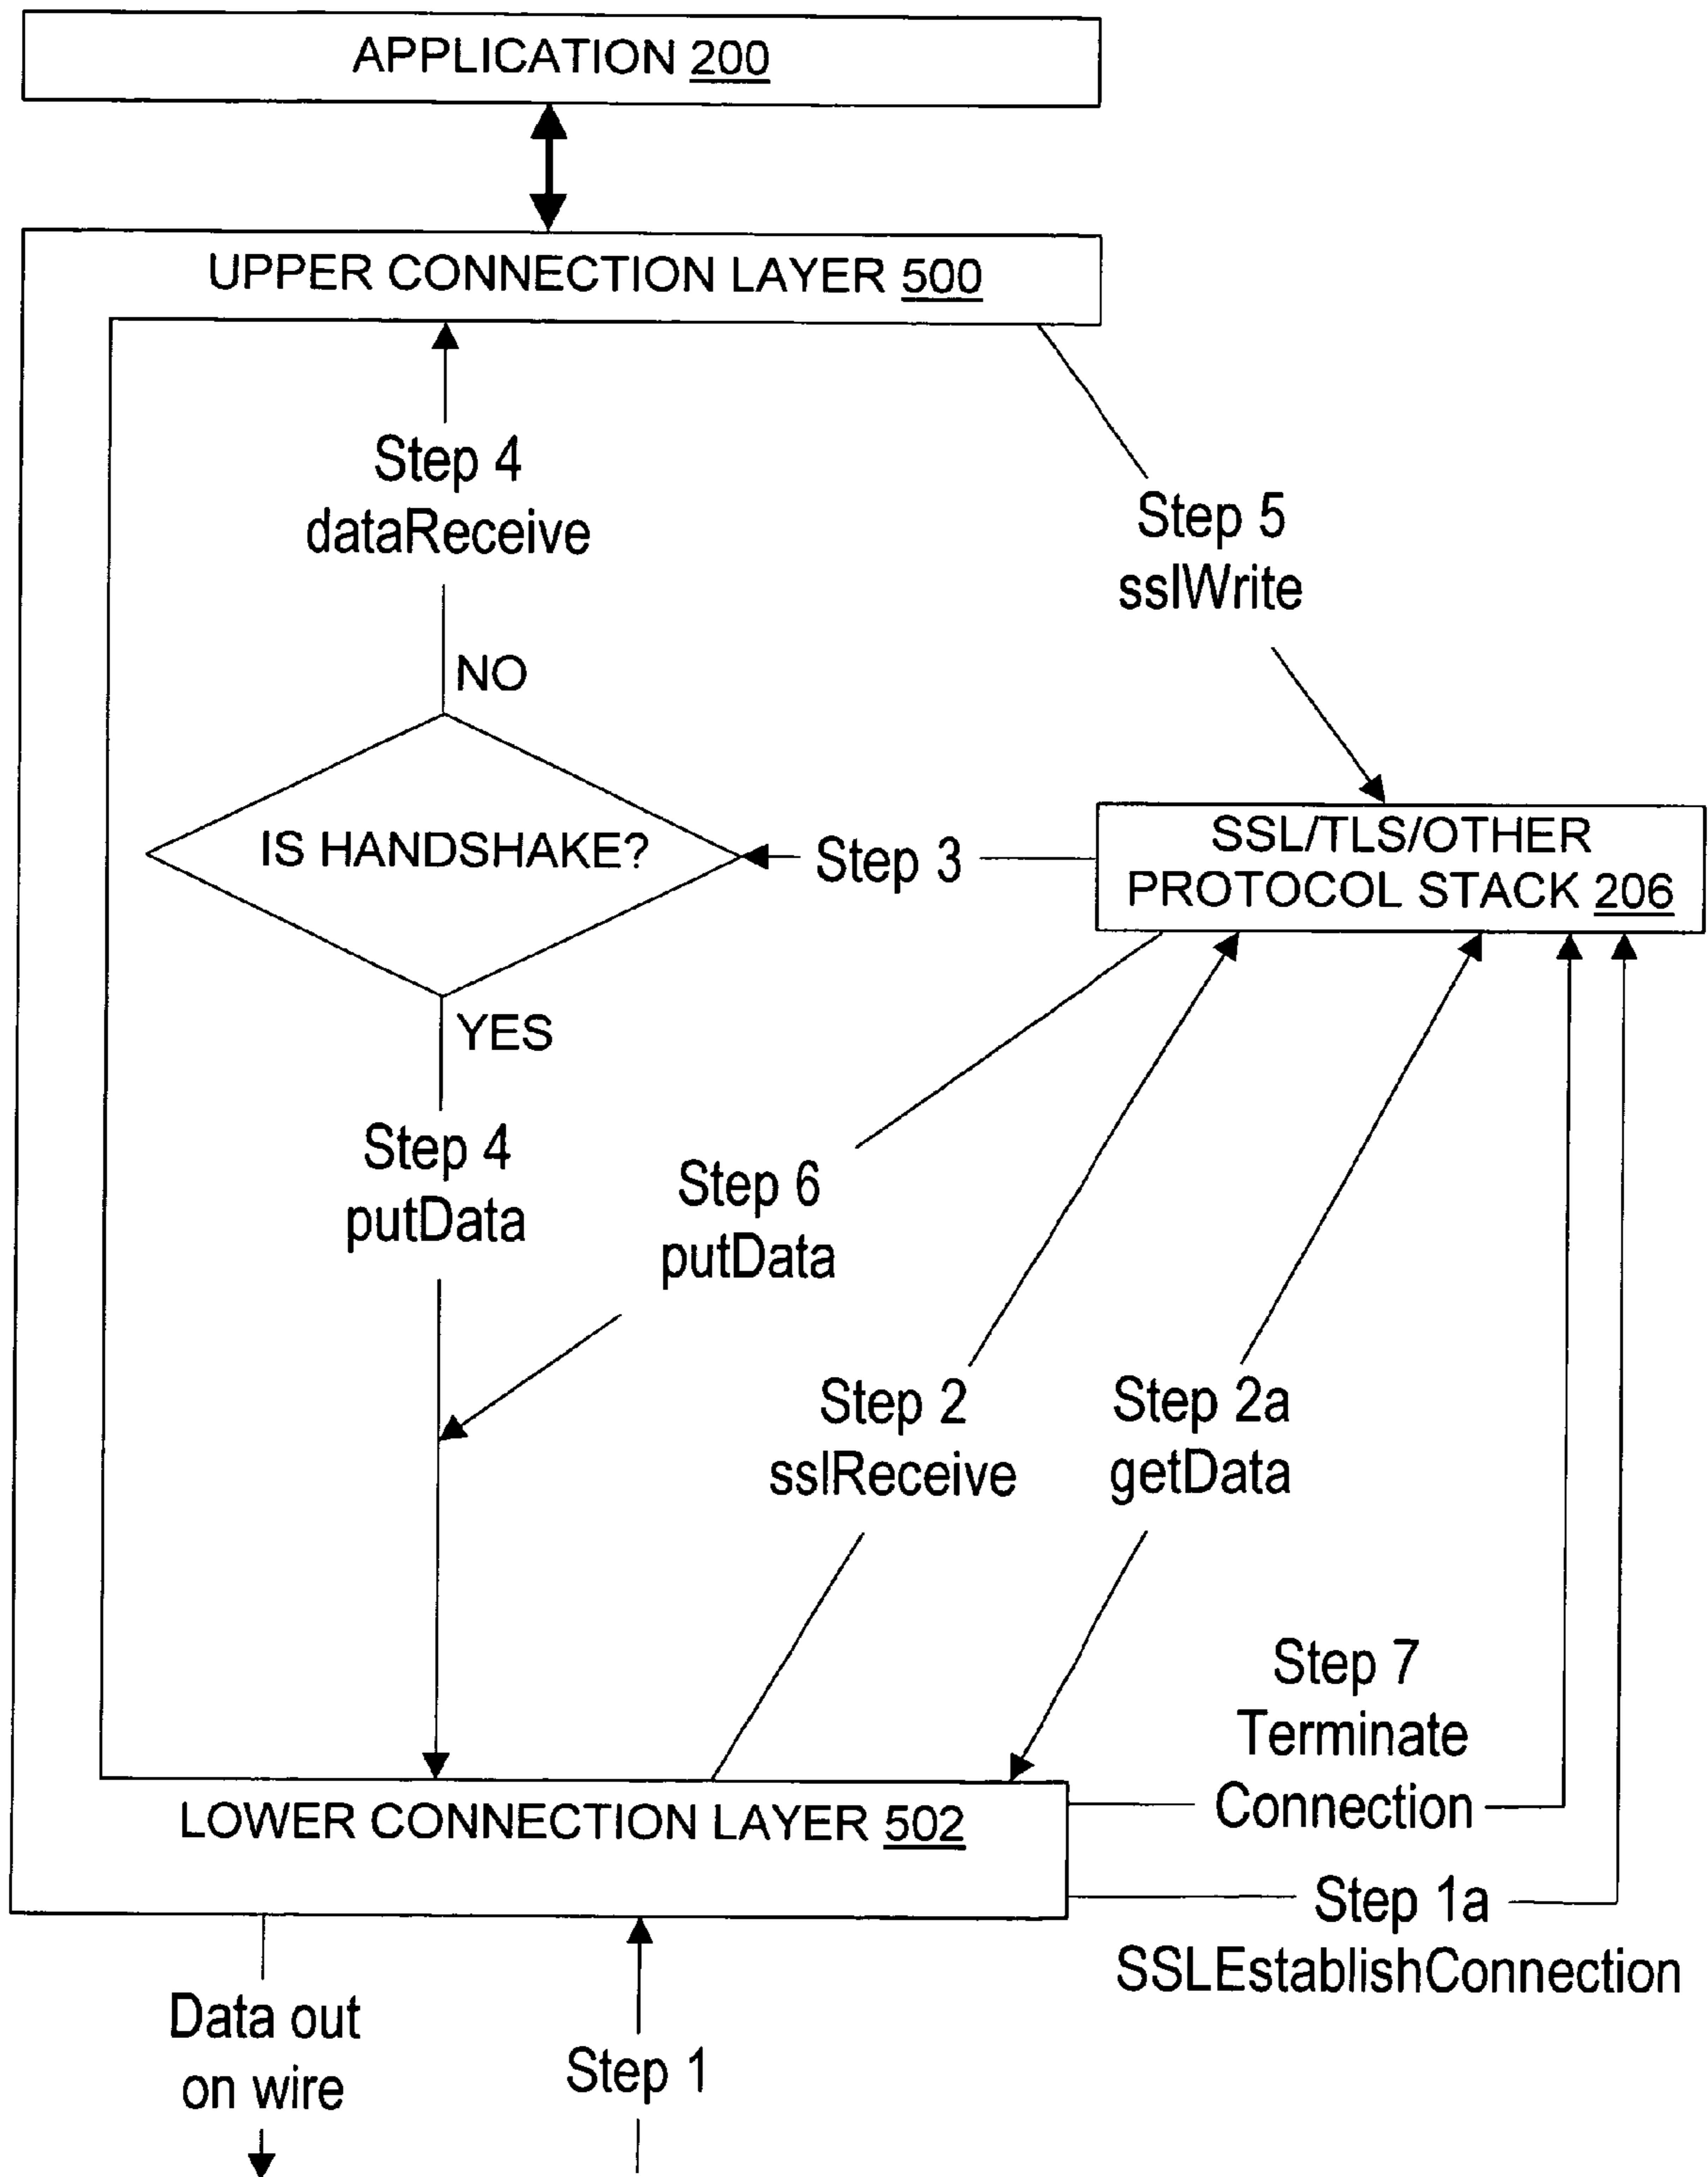 APPLICATION 200
UPPER CONNECTION LAYER 500
Step 4
dataReceive
Step 5
sslWrite
NO
IS HANDSHAKE?
Step 3
SSL/TLS/OTHER
PROTOCOL STACK 206
YES
Step 4
putData
Step 6
putData
Step 2
sslReceive
Step 2a
getData
Step 7
Terminate
Connection
LOWER CONNECTION LAYER 502
Step 1a
SSLEstablishConnection
Data out
on wire
Step 1